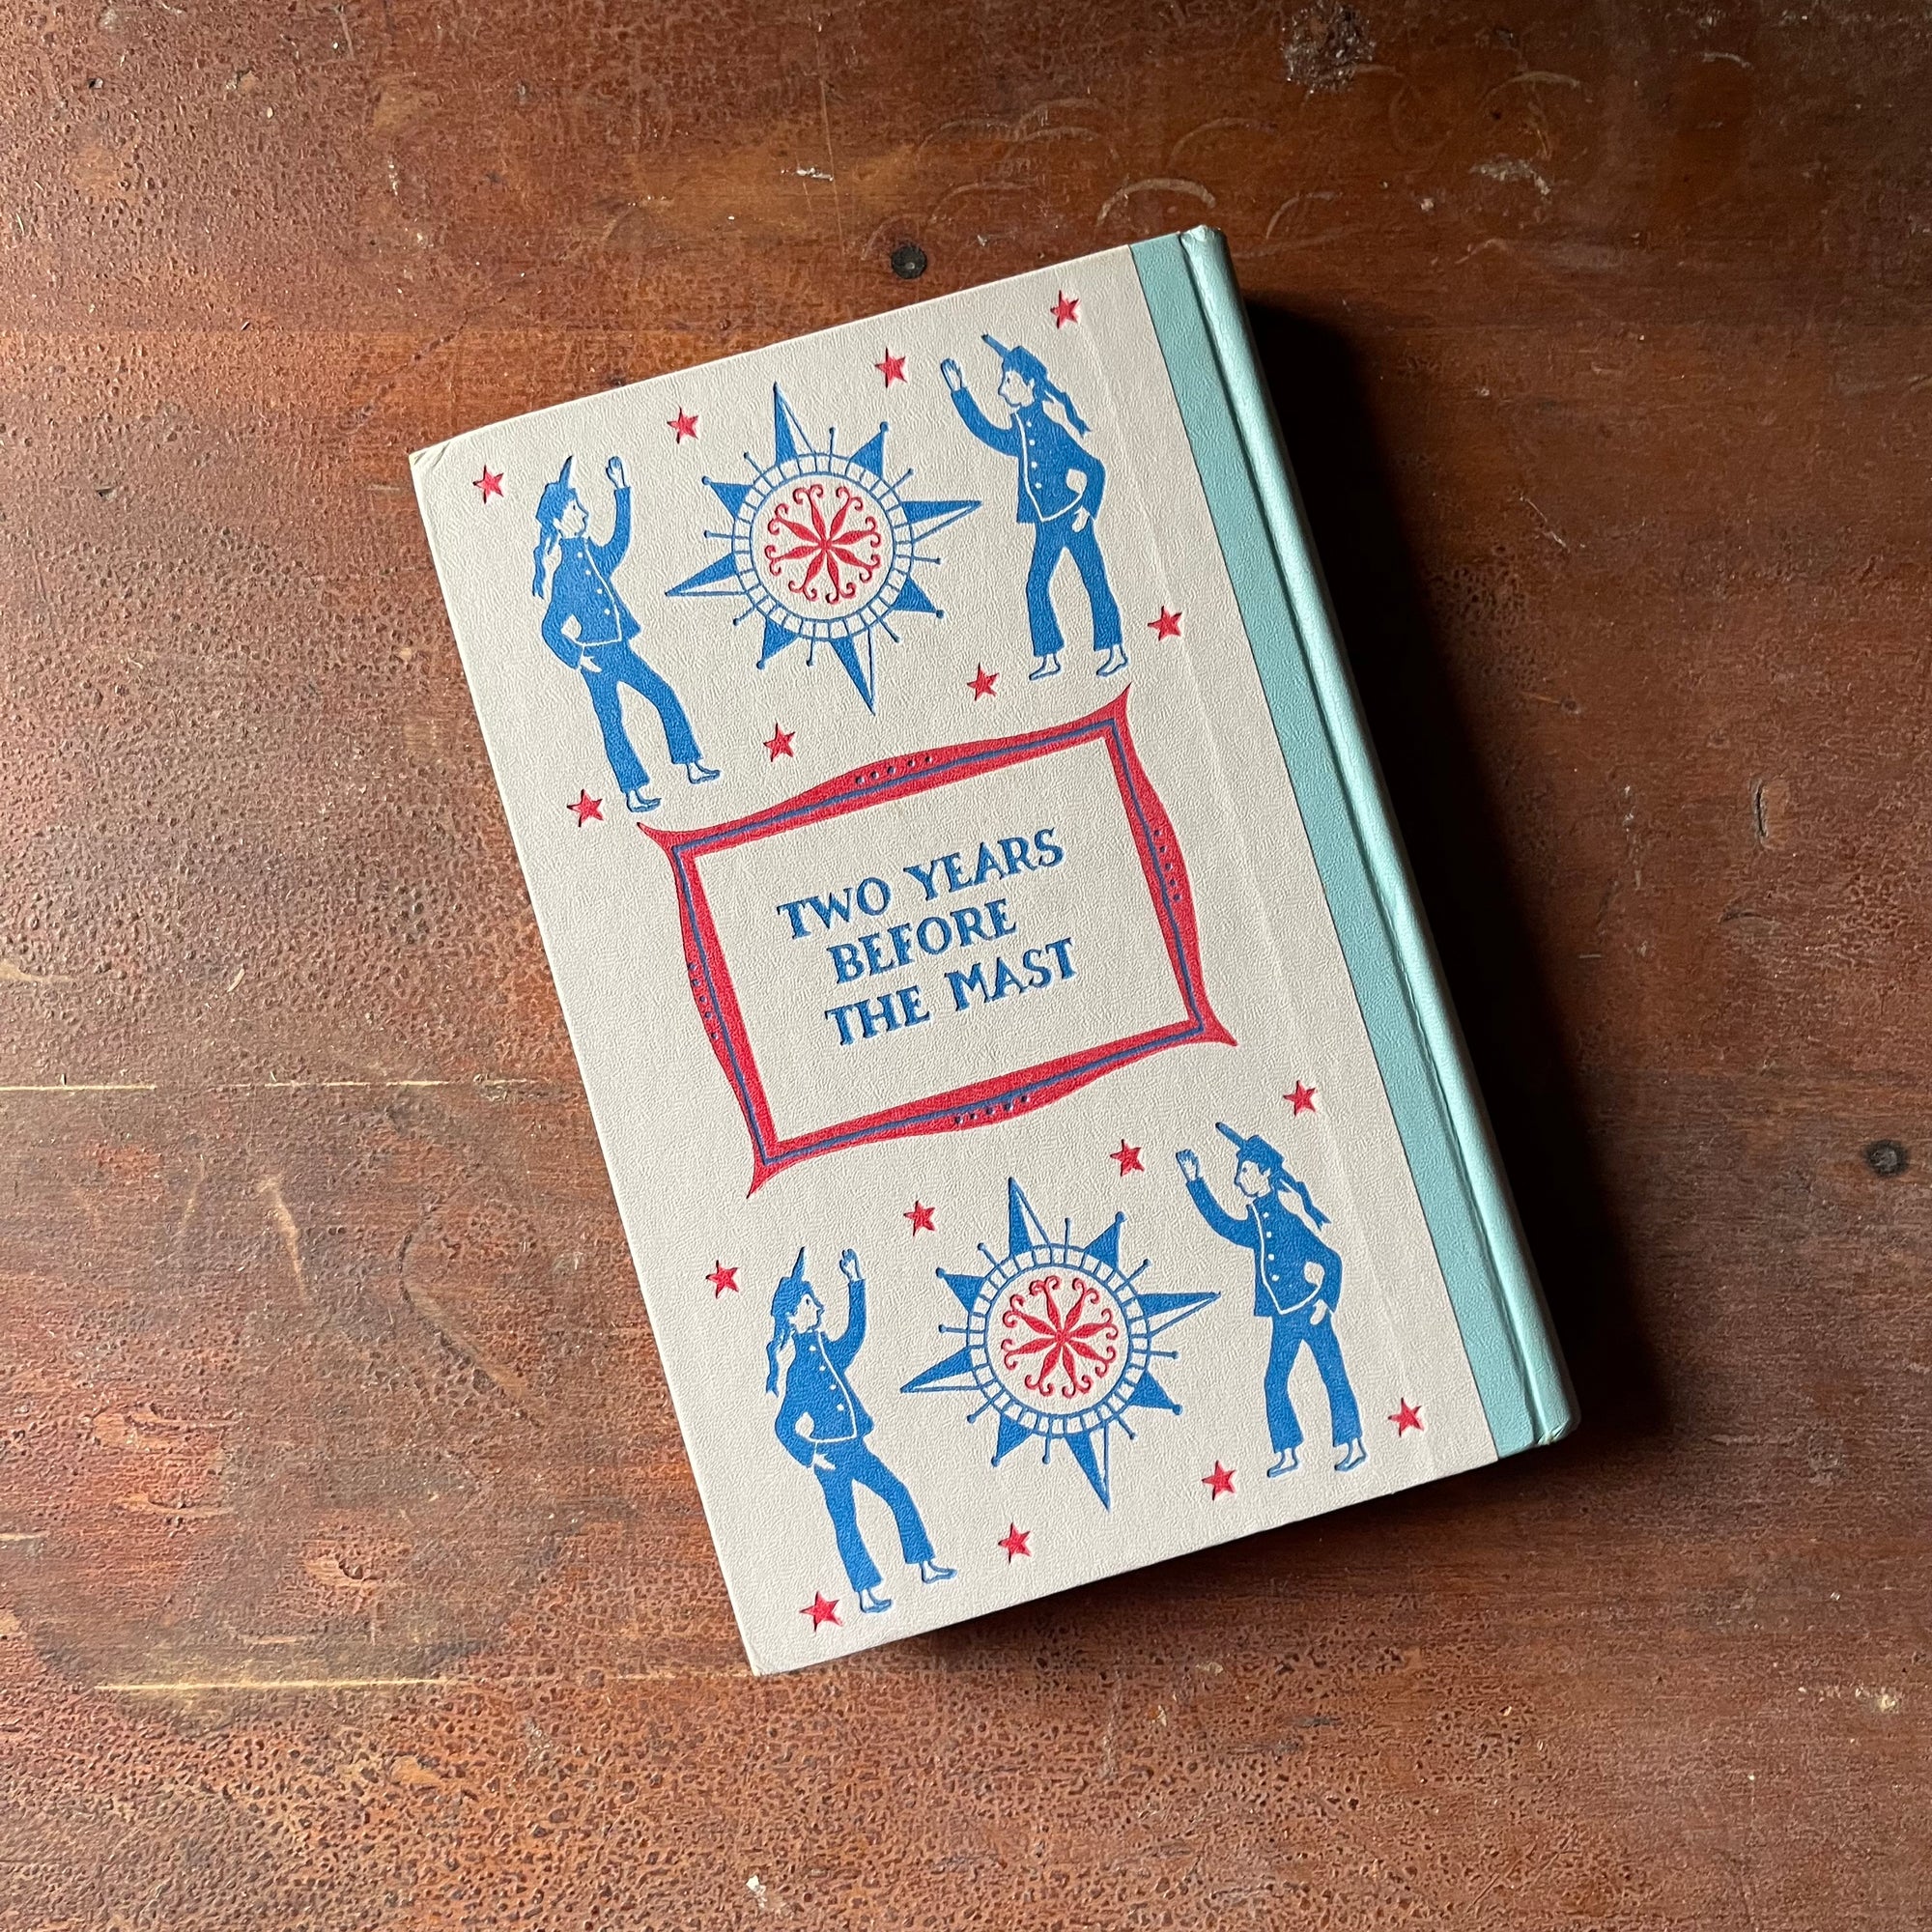 TWO YEARS
BEFORE
THE MAST